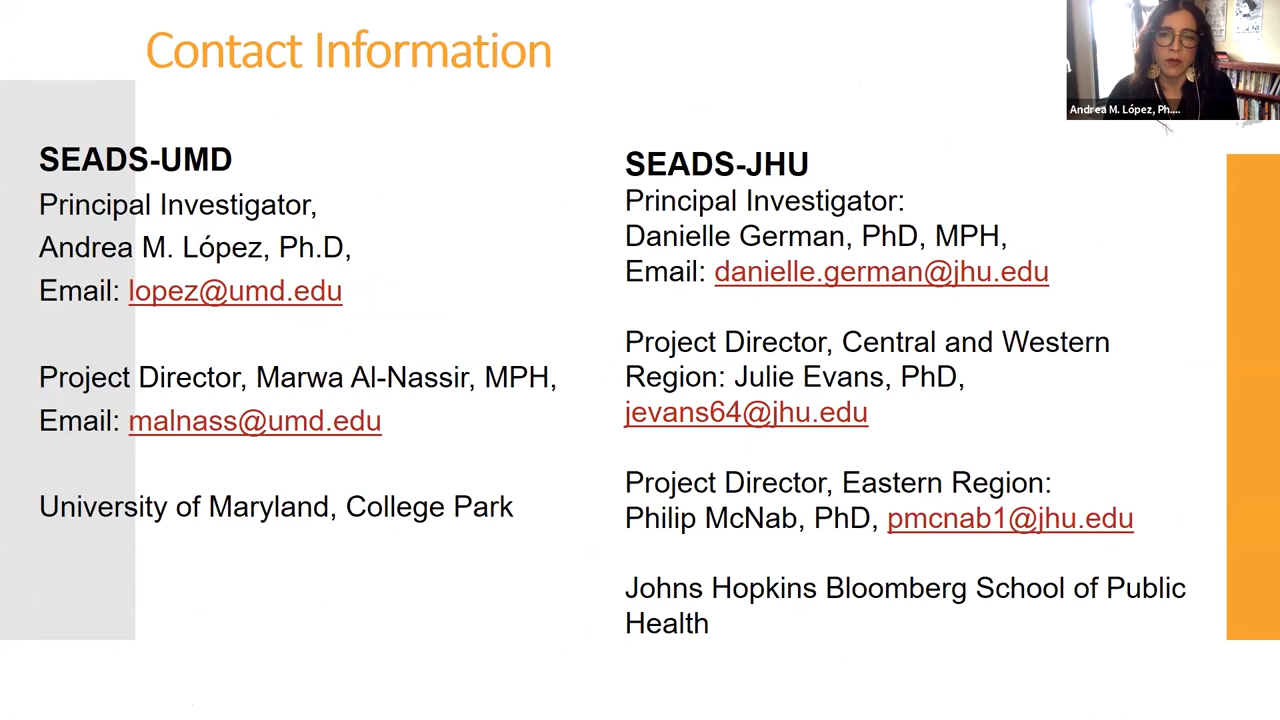 Contact Information
Andrea M. López, Ph....
SEADS-UMD
Principal Investigator,
Andrea M. López, Ph.D,
Email: lopez@umd.edu
Project Director, Marwa Al-Nassir, MPH,
Email: malnass@umd.edu
University of Maryland, College Park
SEADS-JHU
Principal Investigator:
Danielle German, PhD, MPH,
Email: danielle.german@jhu.edu
Project Director, Central and Western
Region: Julie Evans, PhD,
jevans64@jhu.edu
Project Director, Eastern Region:
Philip McNab, PhD, pmcnab1@jhu.edu
Johns Hopkins Bloomberg School of Public
Health